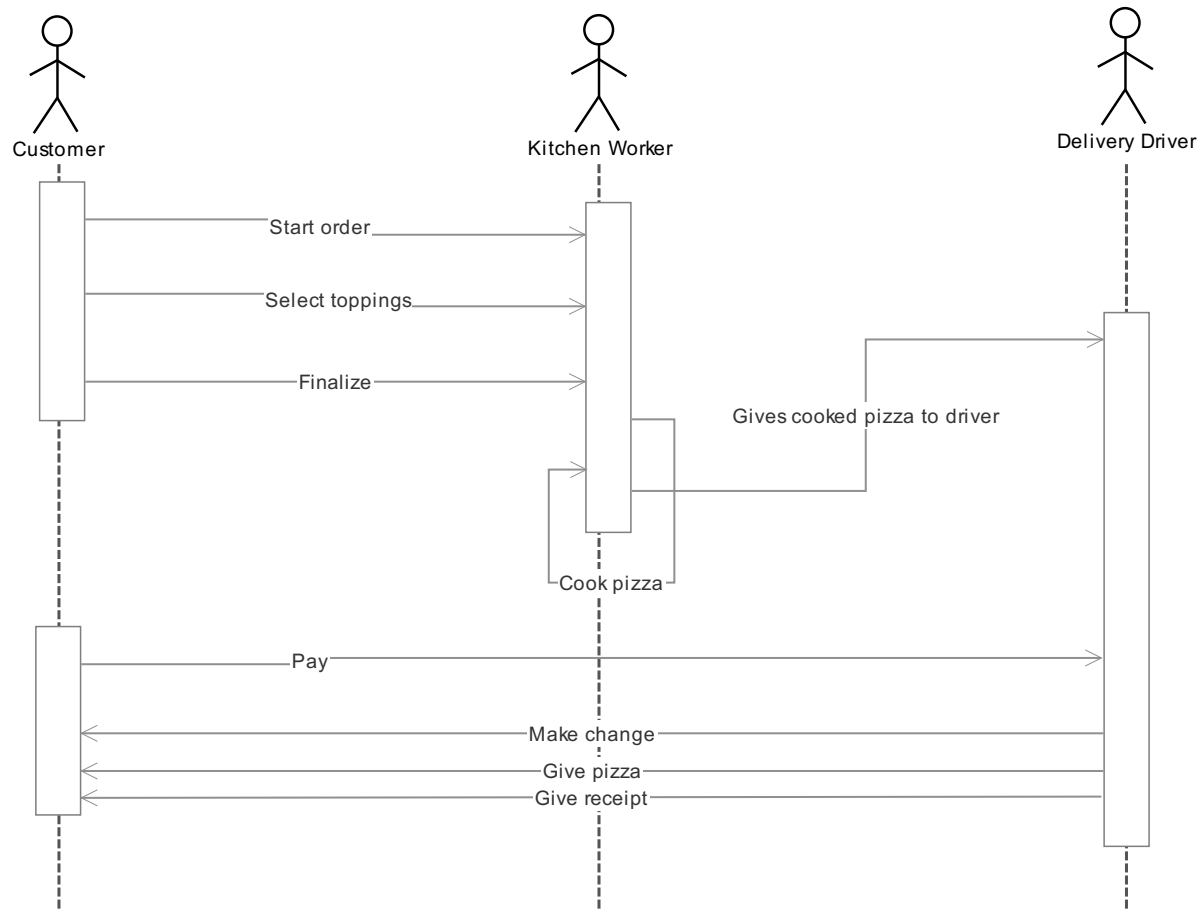 Customer
Kitchen Worker
Delivery Driver
Start order
Select toppings
Finalize
Gives cooked pizza to driver
Cook pizza
Pay
Make change
Give pizza
Give receipt